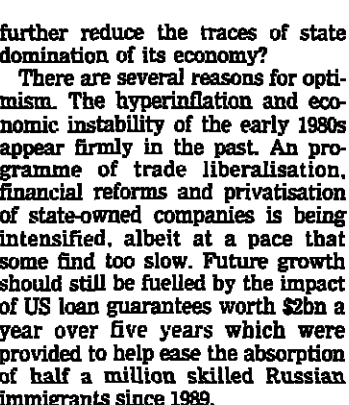 further reduce the traces of state
domination of its economy?
There are several reasons for opti-
mism. The hyperinflation and eco-
nomic instability of the early 1980s
appear firmly in the past. An pro-
gramme of trade liberalisation,
financial reforms and privatisation
of state-owned companies is being
intensified, albeit at a pace that
some find too slow. Future growth
should still be fuelled by the impact
of US loan guarantees worth $2bn a
year over five years which were
provided to help ease the absorption
of half a million skilled Russian
immigrants since 1989.